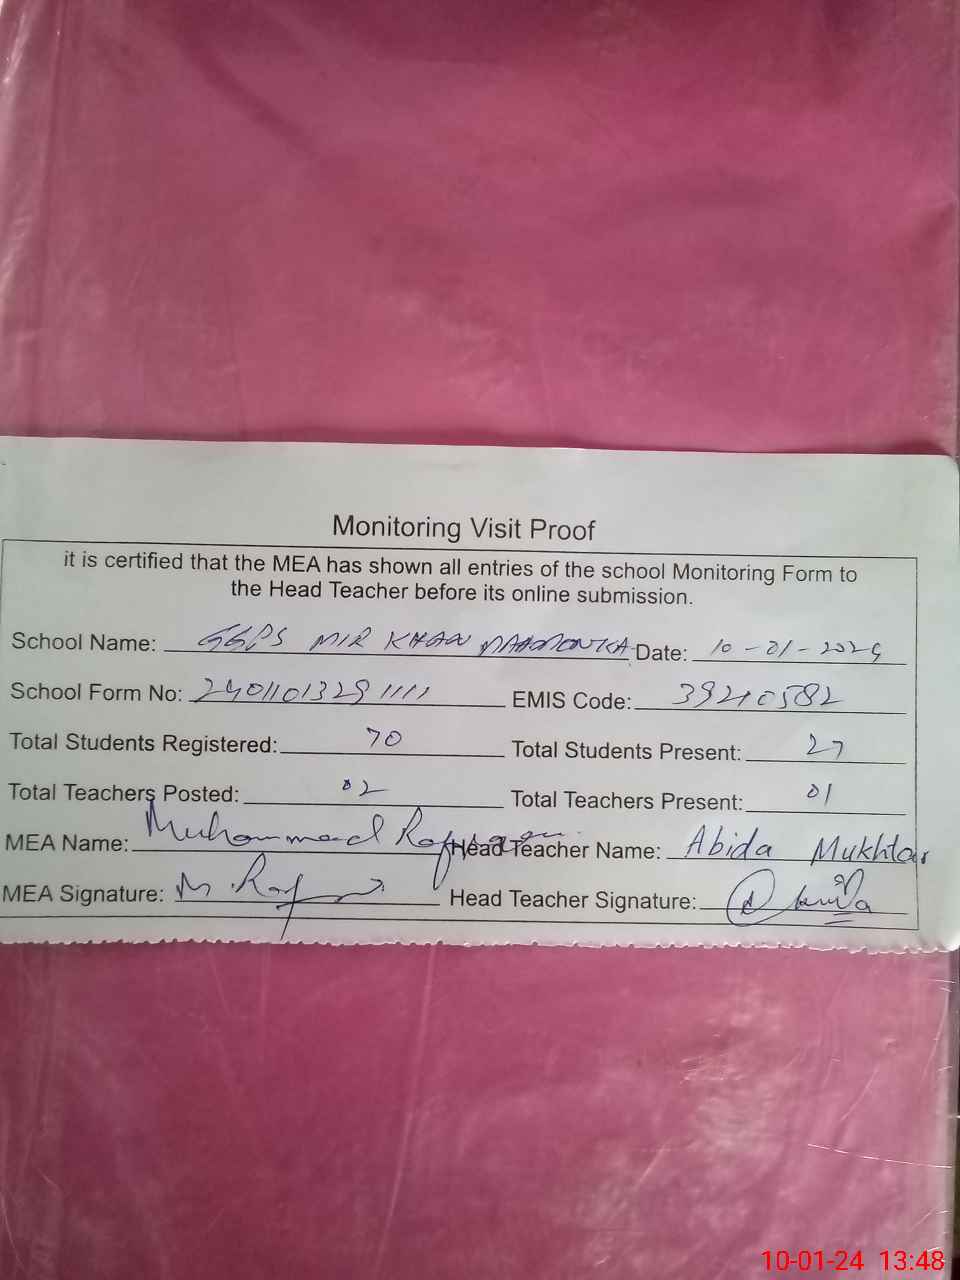 Monitoring Visit Proof
it is certified that the MEA has shown all entries of the school Monitoring Form to
the Head Teacher before its online submission.
School Name: GGPS MIR KHAN Date: 10-01-2024
School Form No: EMIS Code: 39210582
Total Students Registered: 70 Total Students Present: 27
Total Teachers Posted: 02 Total Teachers Present: 01
MEA Name: Muhammad Head Teacher Name: Abida Mukhtar
MEA Signature: M. Head Teacher Signature:
10-01-24 13:48